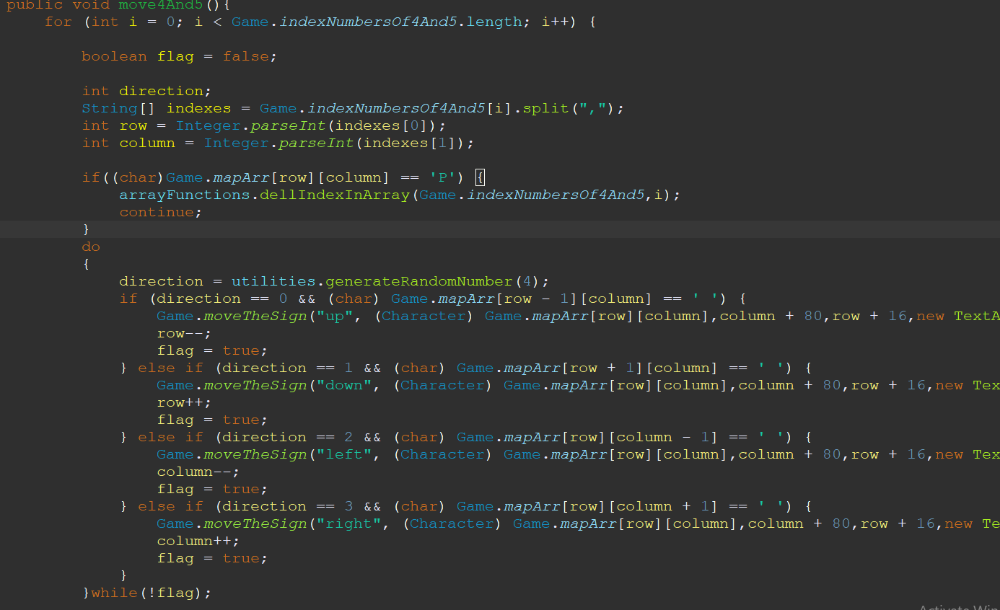 public void move4And5(){
    for (int i = 0; i < Game.indexNumbersOf4And5.length; i++) {
        boolean flag = false;
        int direction;
        String[] indexes = Game.indexNumbersOf4And5[i].split(",");
        int row = Integer.parseInt(indexes[0]);
        int column = Integer.parseInt(indexes[1]);
        if((char)Game.mapArr[row][column] == 'P') {
            arrayFunctions.dellIndexInArray(Game.indexNumbersOf4And5,i);
            continue;
        }
        do
        {
            direction = utilities.generateRandomNumber(4);
            if (direction == 0 && (char) Game.mapArr[row - 1][column] == ' ') {
                Game.moveTheSign("up", (Character) Game.mapArr[row][column],column + 80,row + 16,new TextA
                row--;
                flag = true;
            } else if (direction == 1 && (char) Game.mapArr[row + 1][column] == ' ') {
                Game.moveTheSign("down", (Character) Game.mapArr[row][column],column + 80,row + 16,new Tex
                row++;
                flag = true;
            } else if (direction == 2 && (char) Game.mapArr[row][column - 1] == ' ') {
                Game.moveTheSign("left", (Character) Game.mapArr[row][column],column + 80,row + 16,new Tex
                column--;
                flag = true;
            } else if (direction == 3 && (char) Game.mapArr[row][column + 1] == ' ') {
                Game.moveTheSign("right", (Character) Game.mapArr[row][column],column + 80,row + 16,new Te
                column++;
                flag = true;
            }
        }while(!flag);